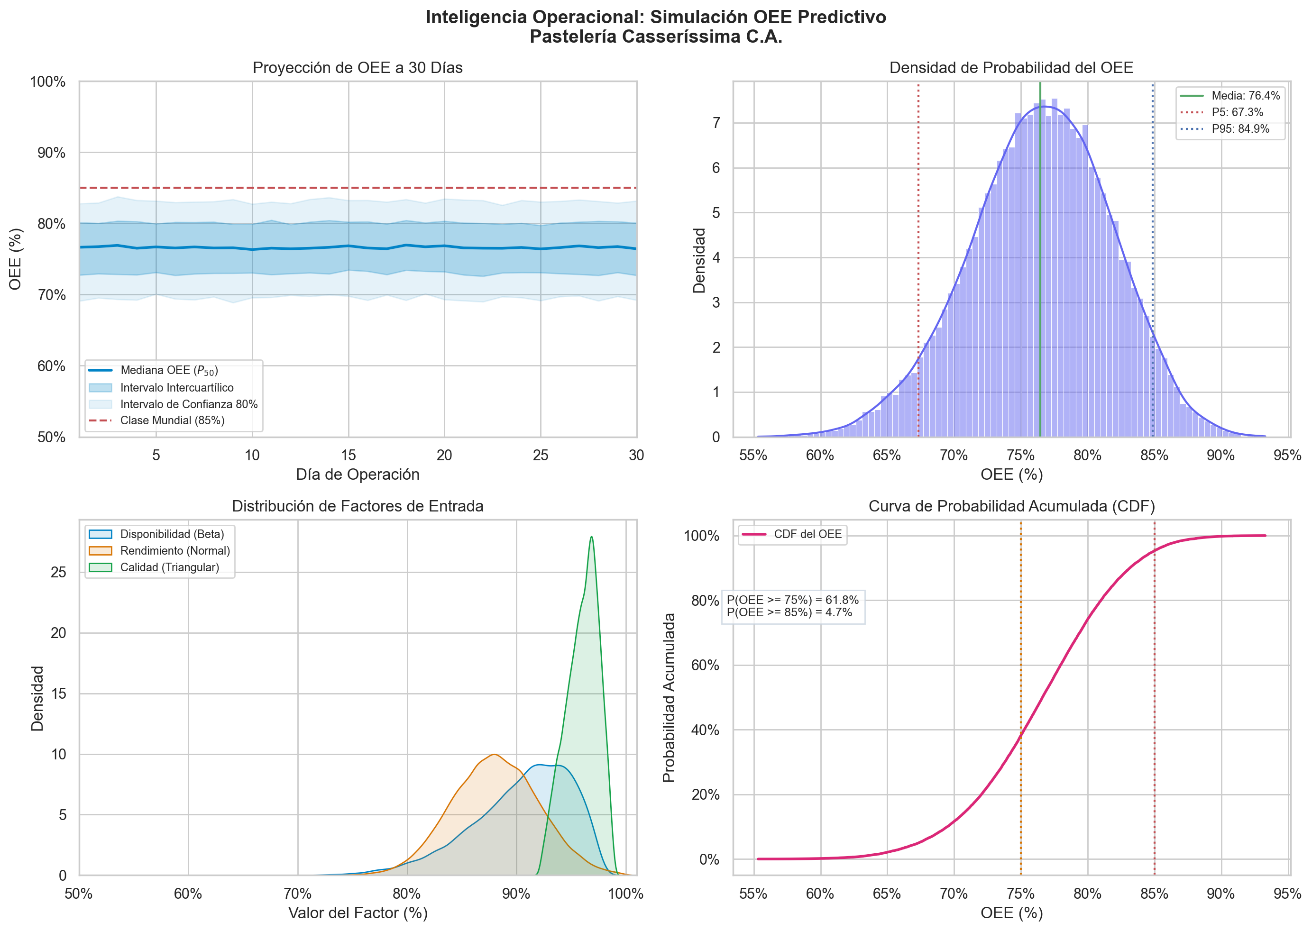 Inteligencia Operacional: Simulación OEE Predictivo
Pastelería Casseríssima C.A.
Proyección de OEE a 30 Días
100%
90%
80%
70%
60%
50%
OEE (%)
Mediana OEE (P50)
Intervalo Intercuartílico
Intervalo de Confianza 80%
Clase Mundial (85%)
5
10
15
20
25
30
Día de Operación
Densidad de Probabilidad del OEE
7
6
5
4
3
2
1
0
Densidad
Media: 76.4%
P5: 67.3%
P95: 84.9%
55%
60%
65%
70%
75%
80%
85%
90%
95%
OEE (%)
Distribución de Factores de Entrada
25
20
15
10
5
0
Densidad
Disponibilidad (Beta)
Rendimiento (Normal)
Calidad (Triangular)
50%
60%
70%
80%
90%
100%
Valor del Factor (%)
Curva de Probabilidad Acumulada (CDF)
100%
80%
60%
40%
20%
0%
Probabilidad Acumulada
CDF del OEE
P(OEE >= 75%) = 61.8%
P(OEE >= 85%) = 4.7%
55%
60%
65%
70%
75%
80%
85%
90%
95%
OEE (%)